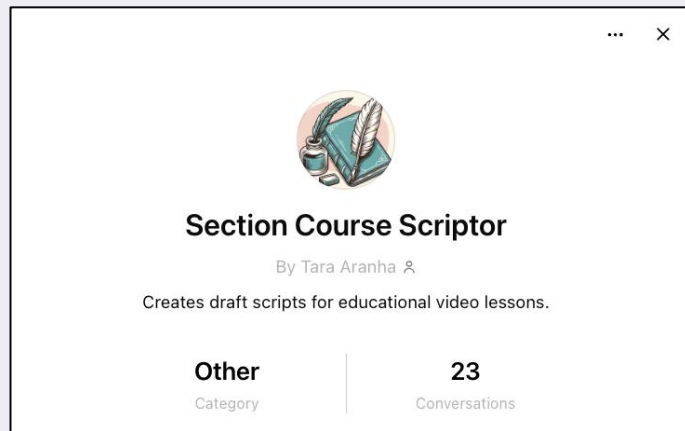 Section Course Scriptor
By Tara Aranha
Creates draft scripts for educational video lessons.
Other
Category
23
Conversations